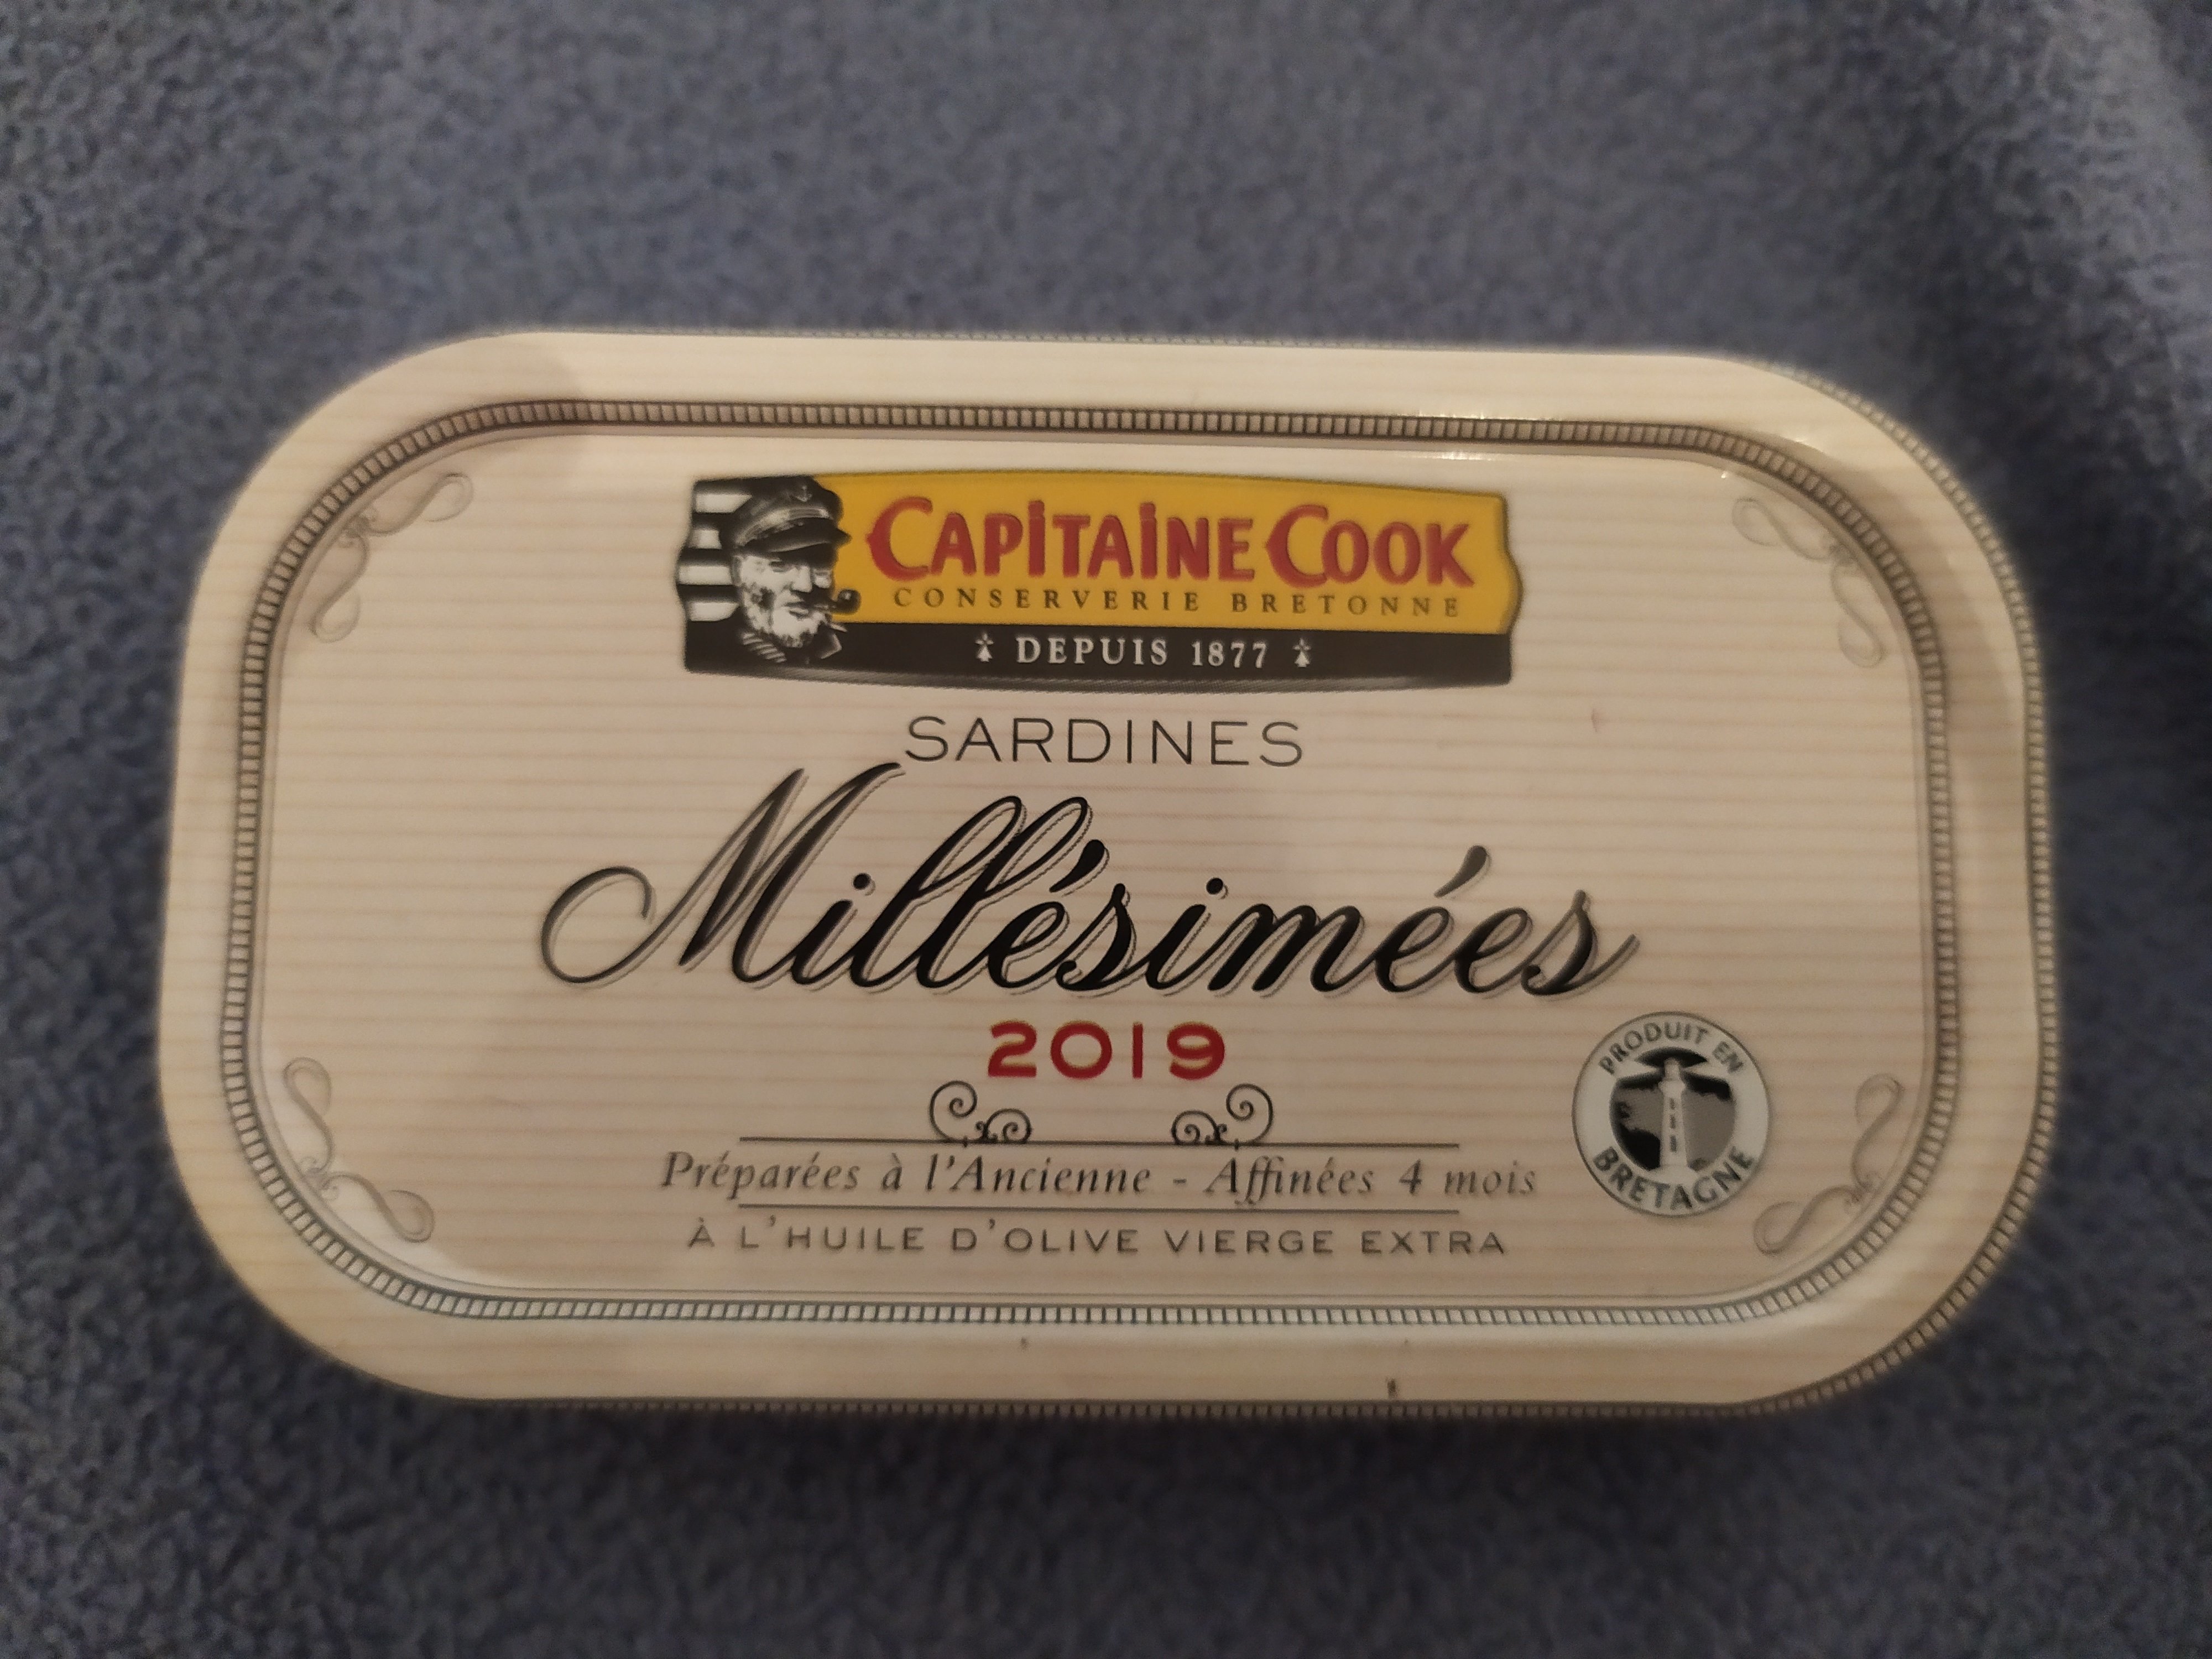 CAPITAINE COOK
CONSERVERIE BRETONNE
DEPUIS 1877
SARDINES
Millésimées
2019
Préparées à l'Ancienne - Affinées 4 mois
À L'HUILE D'OLIVE VIERGE EXTRA
PRODUIT EN
BRETAGNE